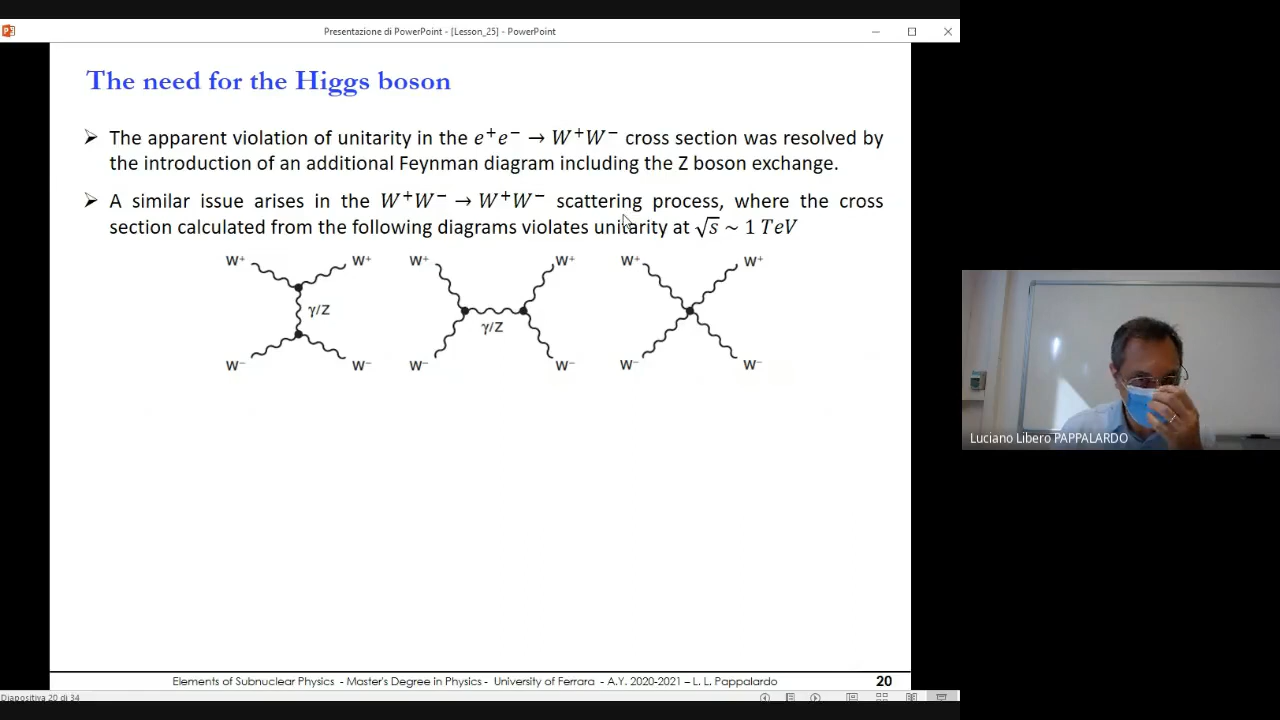 Presentazione di PowerPoint - [Lesson_25] - PowerPoint
The need for the Higgs boson
➢ The apparent violation of unitarity in the e⁺e⁻ → W⁺W⁻ cross section was resolved by
the introduction of an additional Feynman diagram including the Z boson exchange.
➢ A similar issue arises in the W⁺W⁻ → W⁺W⁻ scattering process, where the cross
section calculated from the following diagrams violates unitarity at √s ~ 1 TeV
W⁺ W⁺ W⁺ W⁺ W⁺ W⁺
γ/Z
γ/Z
W⁻ W⁻ W⁻ W⁻ W⁻ W⁻
Luciano Libero PAPPALARDO
Elements of Subnuclear Physics - Master's Degree in Physics - University of Ferrara - A.Y. 2020-2021 – L. L. Pappalardo 20
Diapositiva 20 di 34